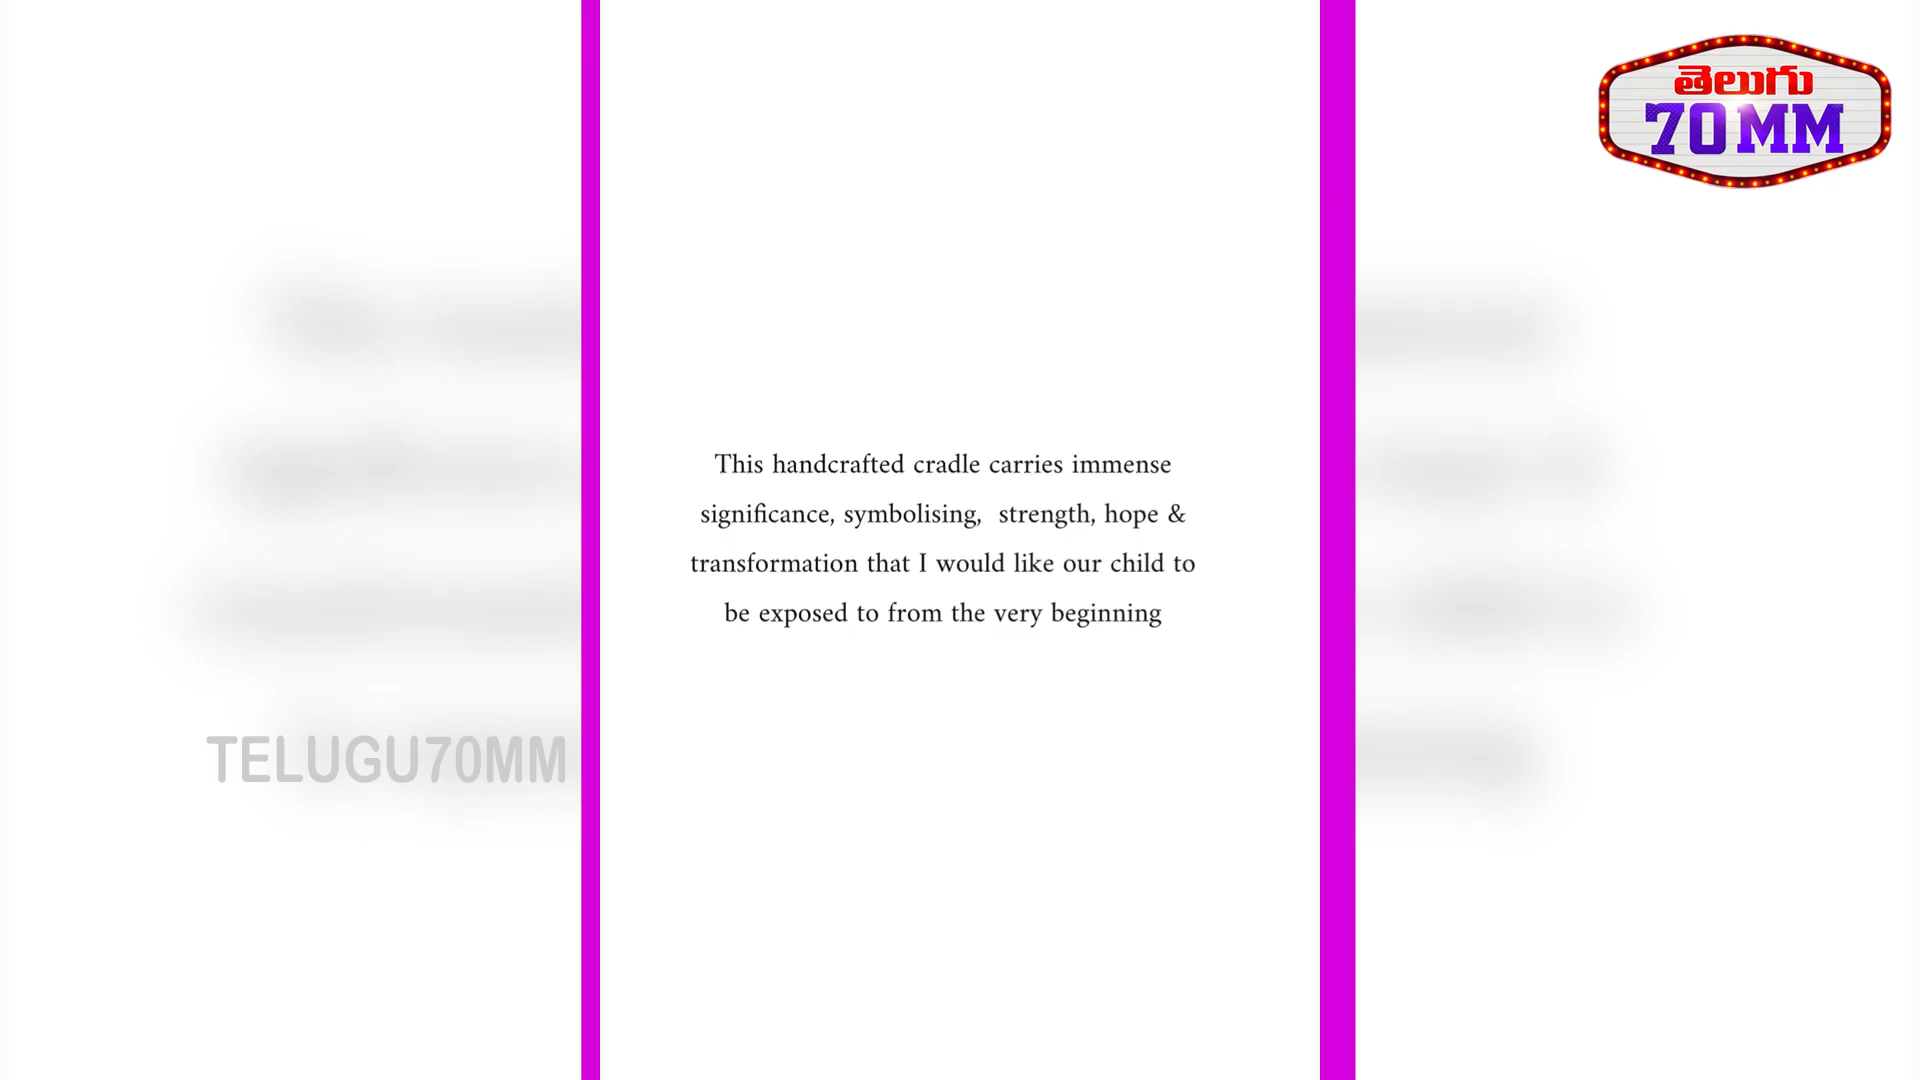 తెలుగు
70MM
This handcrafted cradle carries immense
significance, symbolising,  strength, hope &
transformation that I would like our child to
be exposed to from the very beginning
TELUGU70MM